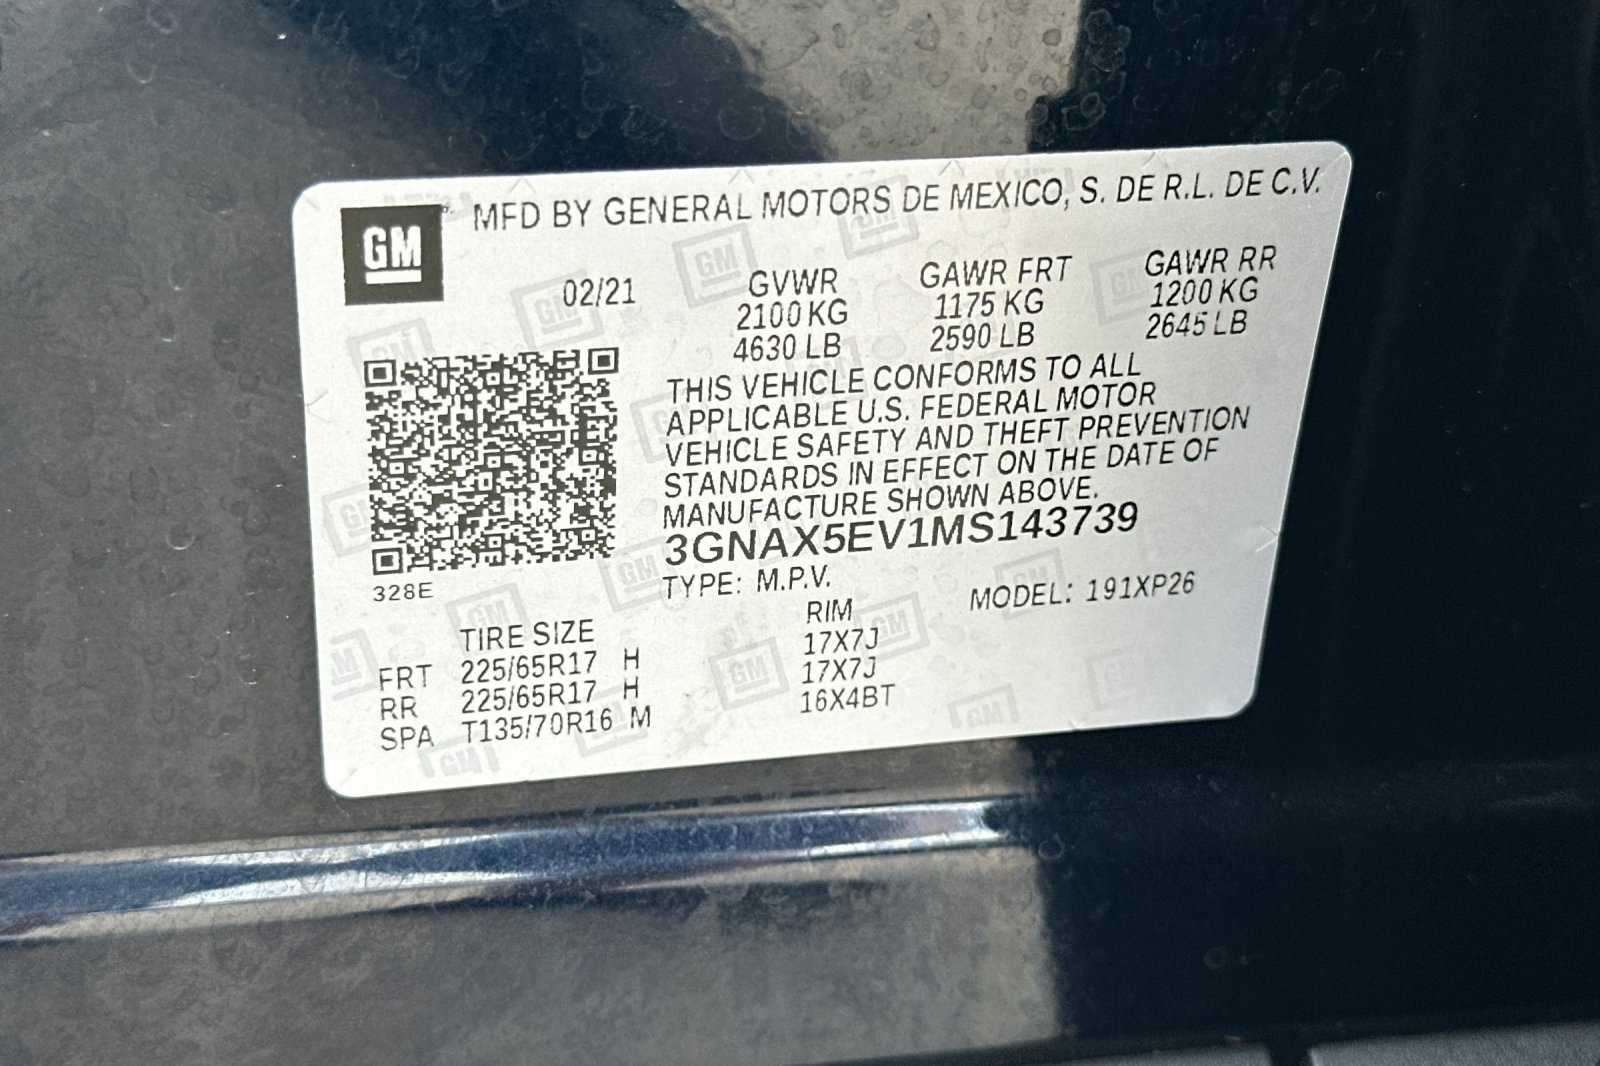 GM MFD BY GENERAL MOTORS DE MEXICO, S. DE R.L. DE C.V.
02/21 GVWR GAWR FRT GAWR RR
2100 KG 1175 KG 1200 KG
4630 LB 2590 LB 2645 LB
THIS VEHICLE CONFORMS TO ALL
APPLICABLE U.S. FEDERAL MOTOR
VEHICLE SAFETY AND THEFT PREVENTION
STANDARDS IN EFFECT ON THE DATE OF
MANUFACTURE SHOWN ABOVE.
3GNAX5EV1MS143739
328E
TYPE: M.P.V. MODEL: 191XP26
TIRE SIZE RIM
FRT 225/65R17 H 17X7J
RR 225/65R17 H 17X7J
SPA T135/70R16 M 16X4BT